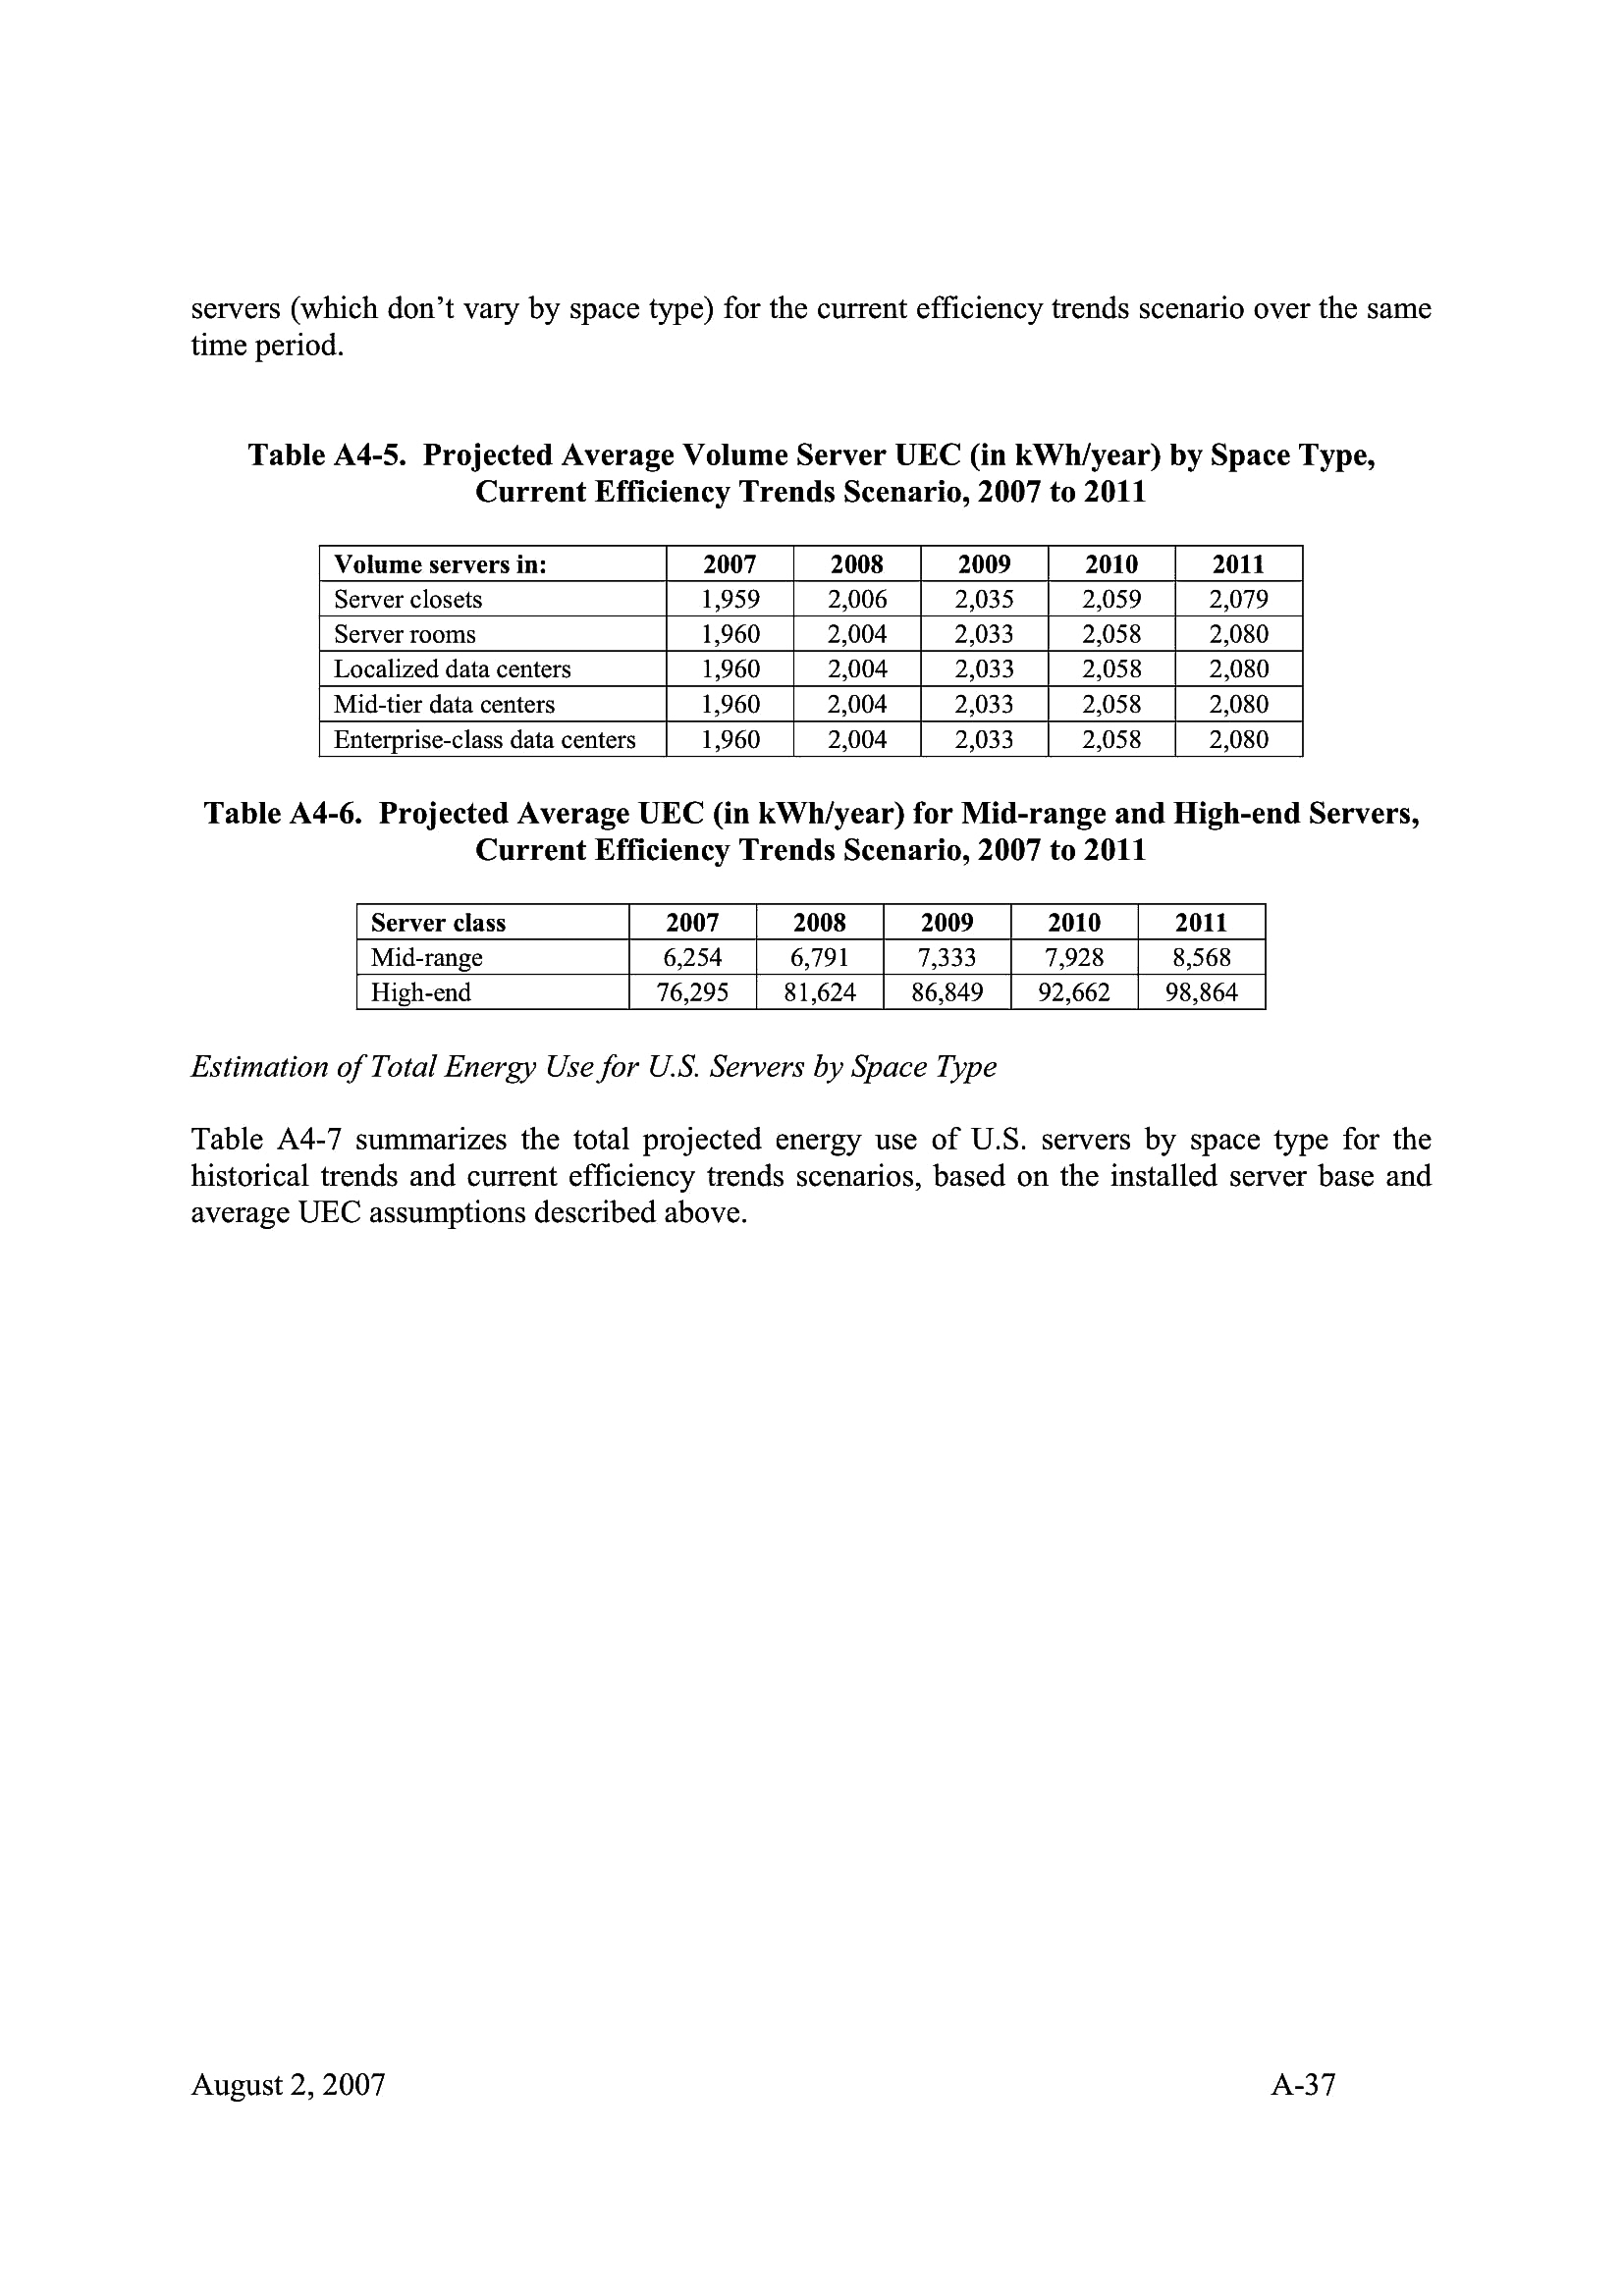 servers (which don't vary by space type) for the current efficiency trends scenario over the same
time period.
Table A4-5. Projected Average Volume Server UEC (in kWh/year) by Space Type,
Current Efficiency Trends Scenario, 2007 to 2011
Volume servers in: 2007 2008 2009 2010 2011
Server closets 1,959 2,006 2,035 2,059 2,079
Server rooms 1,960 2,004 2,033 2,058 2,080
Localized data centers 1,960 2,004 2,033 2,058 2,080
Mid-tier data centers 1,960 2,004 2,033 2,058 2,080
Enterprise-class data centers 1,960 2,004 2,033 2,058 2,080
Table A4-6. Projected Average UEC (in kWh/year) for Mid-range and High-end Servers,
Current Efficiency Trends Scenario, 2007 to 2011
Server class 2007 2008 2009 2010 2011
Mid-range 6,254 6,791 7,333 7,928 8,568
High-end 76,295 81,624 86,849 92,662 98,864
Estimation of Total Energy Use for U.S. Servers by Space Type
Table A4-7 summarizes the total projected energy use of U.S. servers by space type for the
historical trends and current efficiency trends scenarios, based on the installed server base and
average UEC assumptions described above.
August 2, 2007 A-37